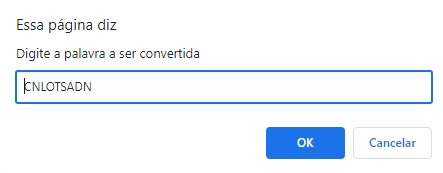 Essa página diz
Digite a palavra a ser convertida
CNLOTSADN
OK Cancelar